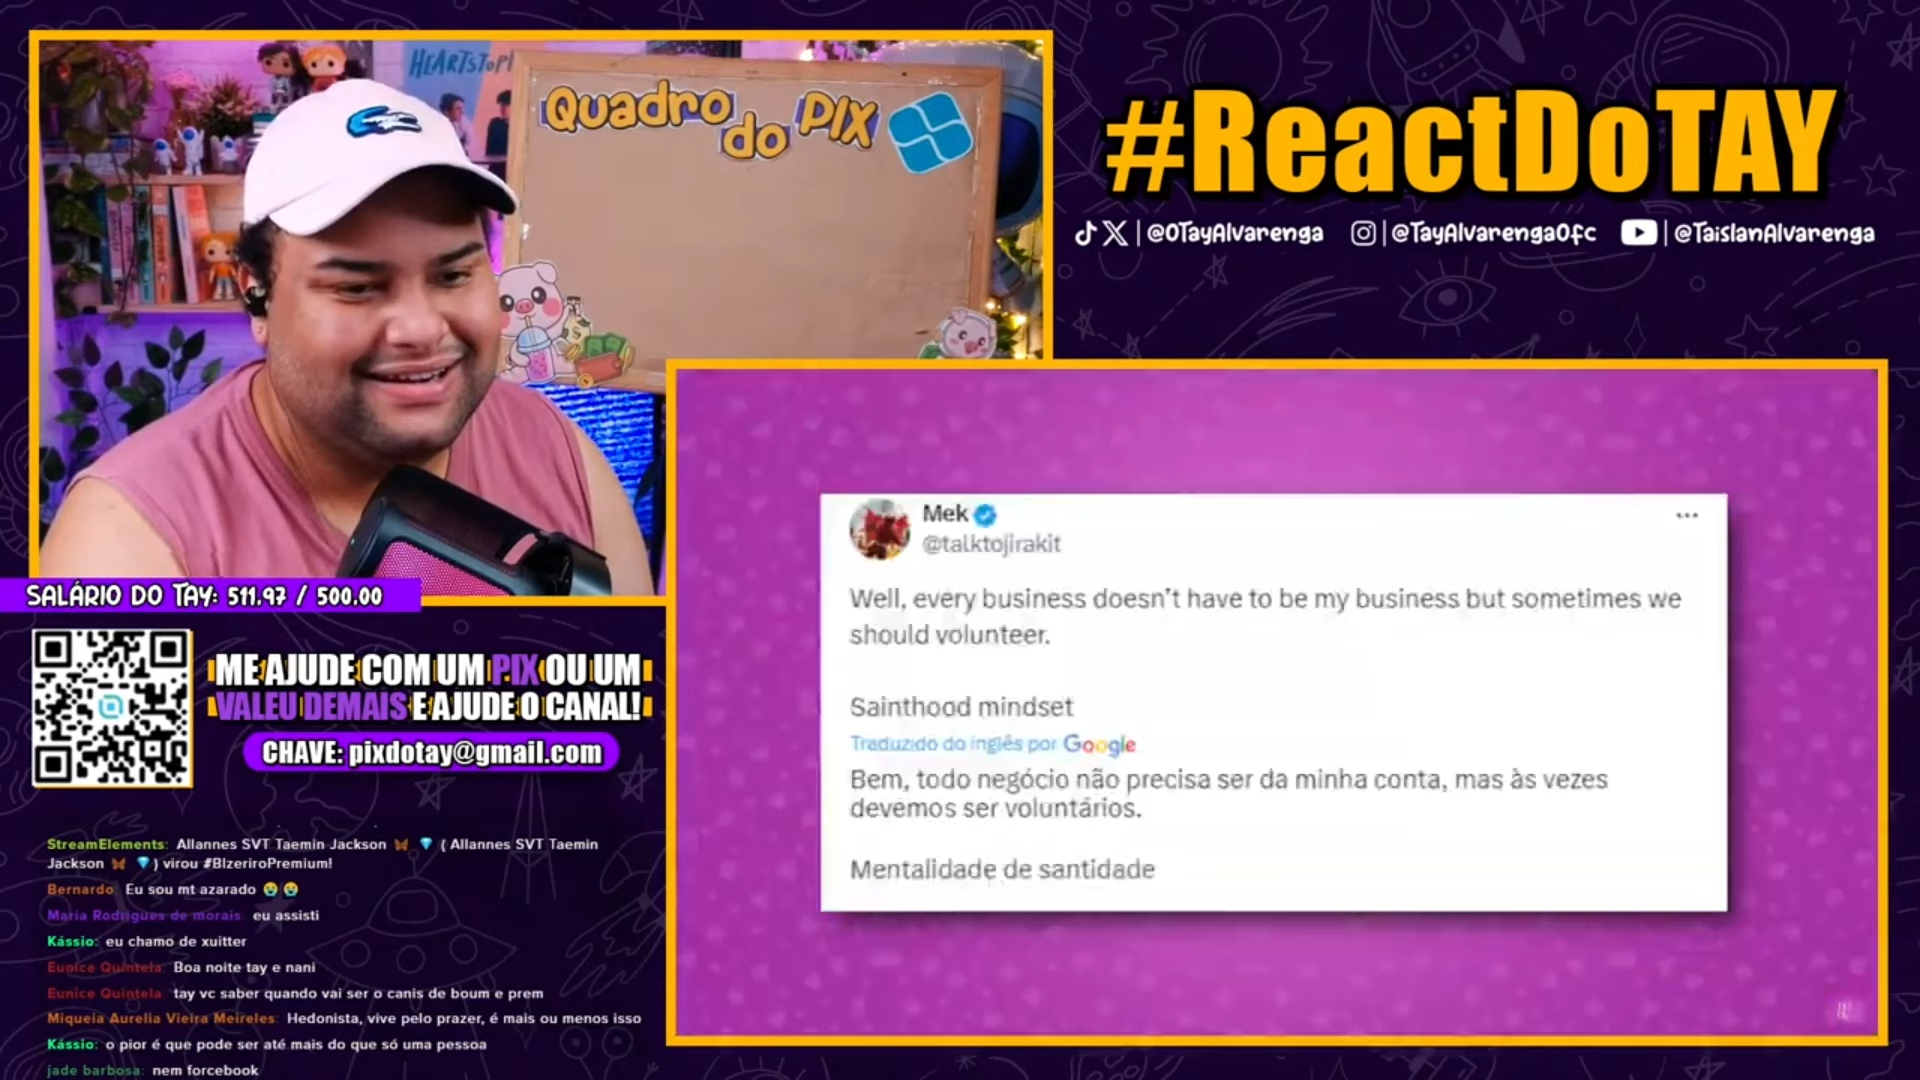 HEARTSTOP
Quadro do PIX
#ReactDoTAY
| @OTayAlvarenga | @TayAlvarengaOfc | @TaislanAlvarenga
Mek
@talktojirakit
Well, every business doesn't have to be my business but sometimes we
should volunteer.
Sainthood mindset
Traduzido do inglês por Google
Bem, todo negócio não precisa ser da minha conta, mas às vezes
devemos ser voluntários.
Mentalidade de santidade
SALÁRIO DO TAY: 511.97 / 500.00
ME AJUDE COM UM PIX OU UM
VALEU DEMAIS E AJUDE O CANAL!
CHAVE: pixdotay@gmail.com
StreamElements: Allannes SVT Taemin Jackson ( Allannes SVT Taemin
Jackson ) virou #BIzeriroPremium!
Bernardo: Eu sou mt azarado
Maria Rodrigues de morais: eu assisti
Kássio: eu chamo de xuitter
Eunice Quintela: Boa noite tay e nani
Eunice Quintela: tay vc saber quando vai ser o canis de boum e prem
Miqueia Aurelia Vieira Meireles: Hedonista, vive pelo prazer, é mais ou menos isso
Kássio: o pior é que pode ser até mais do que só uma pessoa
jade barbosa: nem forcebook